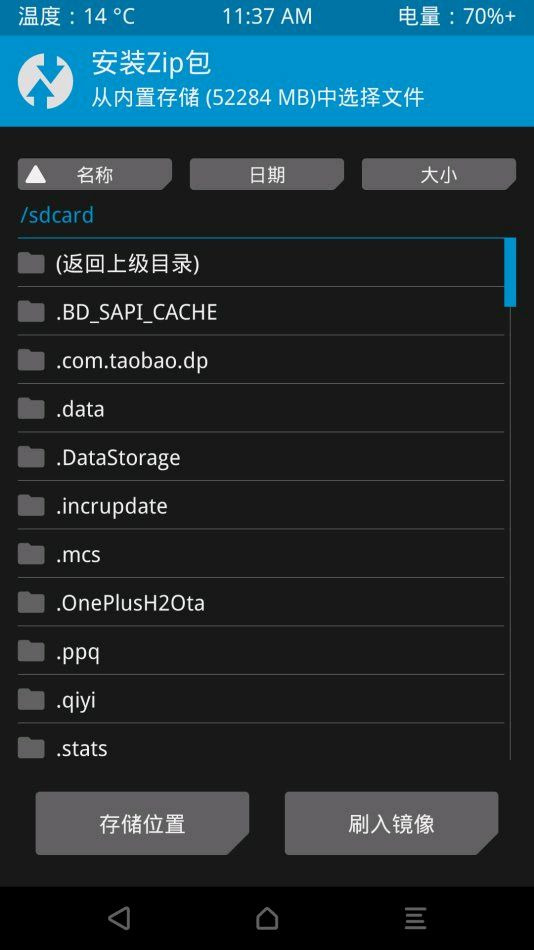 温度：14 °C 11:37 AM 电量：70%+
安装Zip包
从内置存储 (52284 MB)中选择文件
名称 日期 大小
/sdcard
(返回上级目录)
.BD_SAPI_CACHE
.com.taobao.dp
.data
.DataStorage
.incrupdate
.mcs
.OnePlusH2Ota
.ppq
.qiyi
.stats
存储位置 刷入镜像